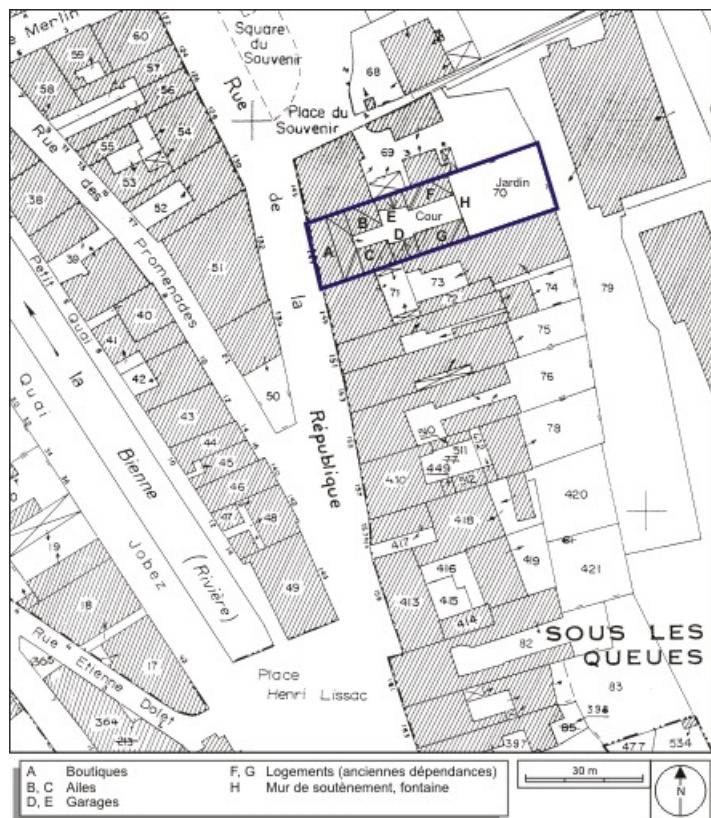 Merlin
Square
du
Souvenir
Place du
Souvenir
Rue
de
la
République
Rue
des
Promenades
Petit Quai
Quai
Jobez
la
Bienne
(Rivière)
Rue Etienne Dolet
Place
Henri Lissac
SOUS LES
QUEUES
Jardin
70
Cour
A
B
C
D
E
F
G
H
60
59
58
57
56
55
54
53
52
51
50
38
39
40
41
42
43
44
45
46
47
48
49
19
18
17
365
364
213
68
69
71
73
74
75
76
78
79
511
77
449
512
410
420
418
417
416
415
414
413
419
81
421
82
83
398
85
397
477
534
A Boutiques
B, C Ailes
D, E Garages
F, G Logements (anciennes dépendances)
H Mur de soutènement, fontaine
30 m
N